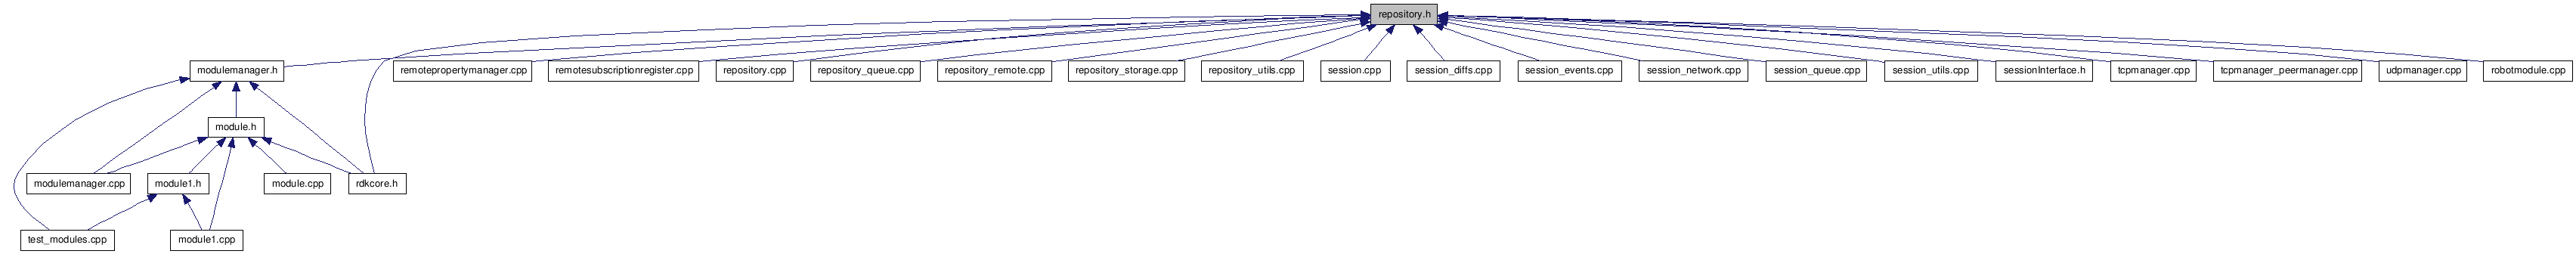 repository.h
modulemanager.h
remotepropertymanager.cpp
remotesubscriptionregister.cpp
repository.cpp
repository_queue.cpp
repository_remote.cpp
repository_storage.cpp
repository_utils.cpp
session.cpp
session_diffs.cpp
session_events.cpp
session_network.cpp
session_queue.cpp
session_utils.cpp
sessionInterface.h
tcpmanager.cpp
tcpmanager_peermanager.cpp
udpmanager.cpp
robotmodule.cpp
module.h
modulemanager.cpp
module1.h
module.cpp
rdkcore.h
test_modules.cpp
module1.cpp